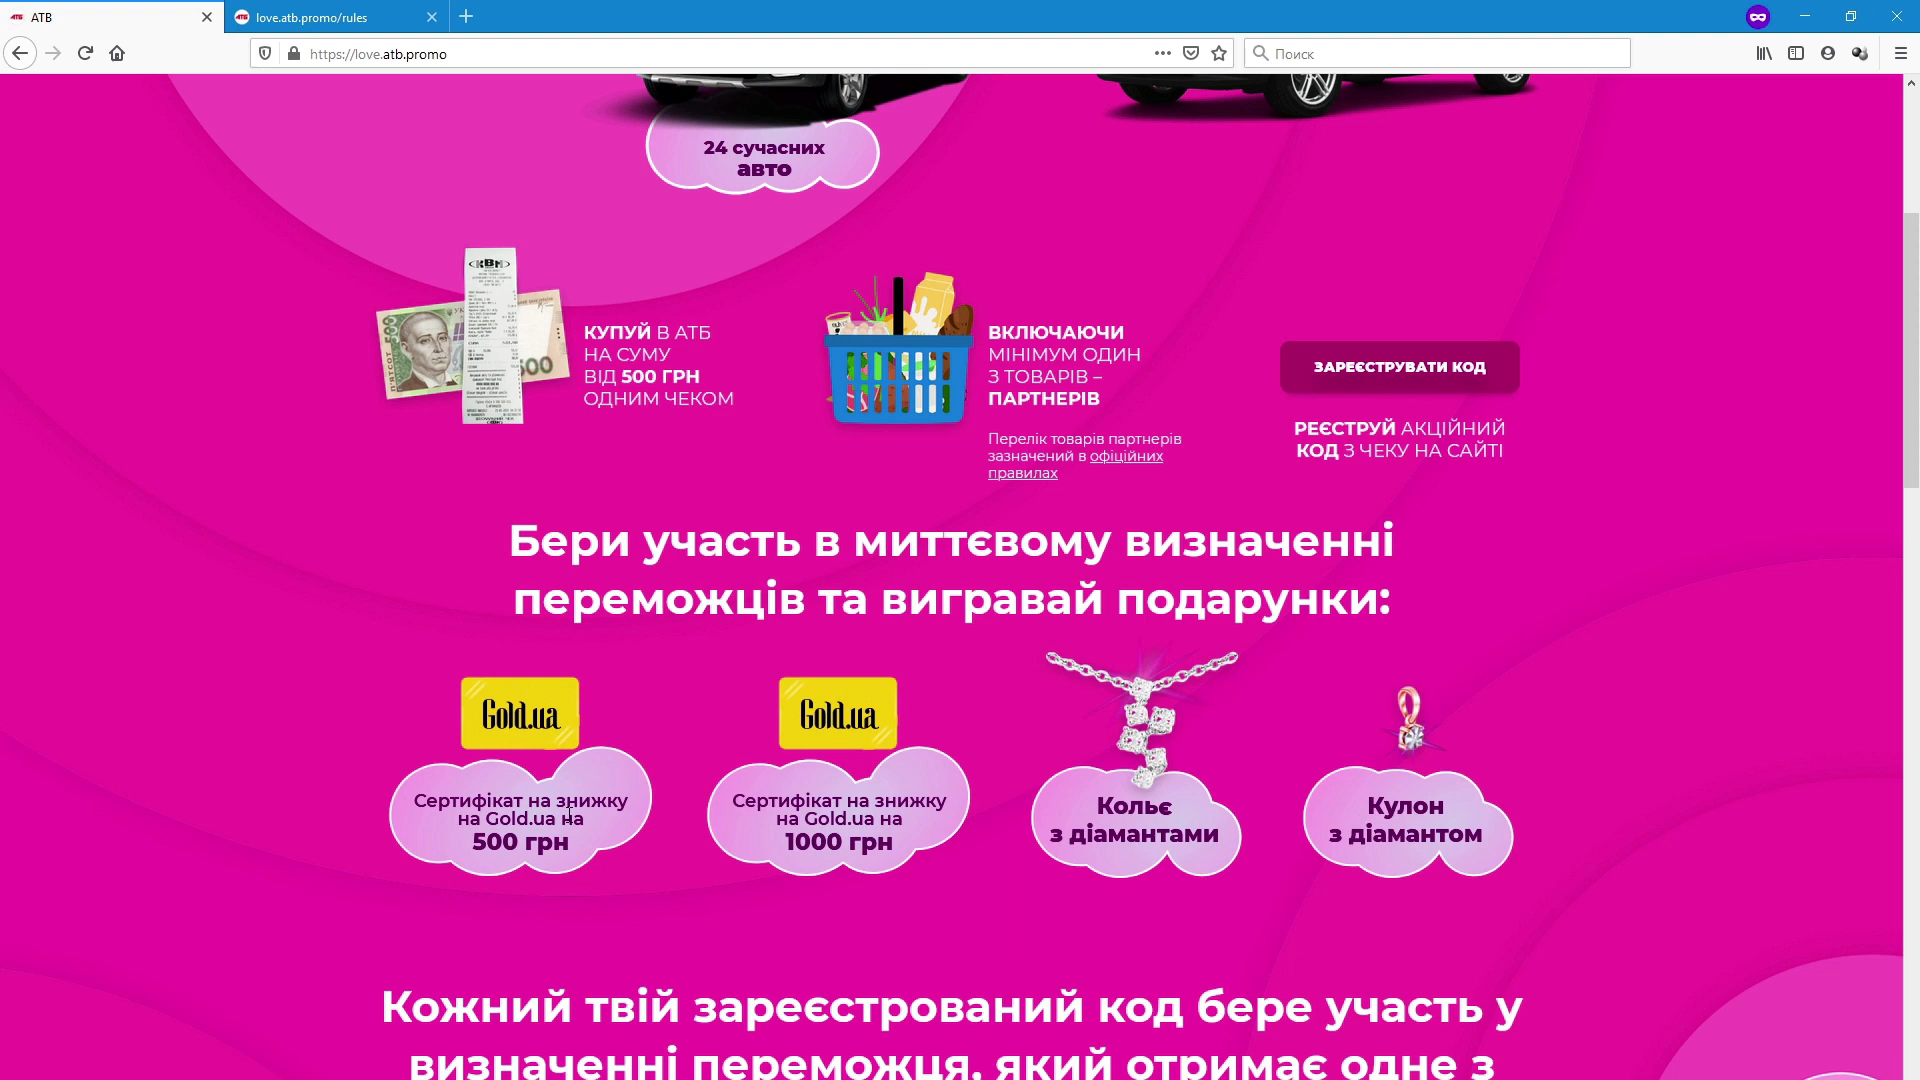 АТВ
love.atb.promo/rules
https://love.atb.promo
Поиск
24 сучасних
авто
КВН
500
КУПУЙ В АТБ
НА СУМУ
ВІД 500 ГРН
ОДНИМ ЧЕКОМ
ВКЛЮЧАЮЧИ
МІНІМУМ ОДИН
З ТОВАРІВ –
ПАРТНЕРІВ
Перелік товарів партнерів
зазначений в офіційних
правилах
ЗАРЕЄСТРУВАТИ КОД
РЕЄСТРУЙ АКЦІЙНИЙ
КОД З ЧЕКУ НА САЙТІ
Бери участь в миттєвому визначенні
переможців та вигравай подарунки:
Gold.ua
Сертифікат на знижку
на Gold.ua на
500 грн
Gold.ua
Сертифікат на знижку
на Gold.ua на
1000 грн
Кольє
з діамантами
Кулон
з діамантом
Кожний твій зареєстрований код бере участь у
визначенні переможця, який отримає одне з